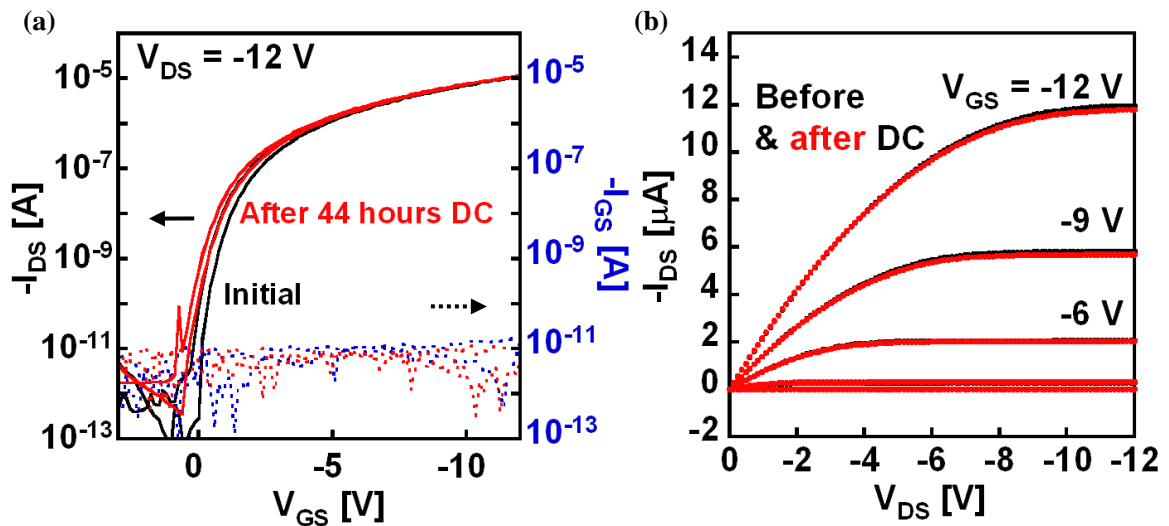 (a)
V_DS = -12 V
10^-5
10^-7
10^-9
10^-11
10^-13
-I_DS [A]
After 44 hours DC
Initial
10^-5
10^-7
10^-9
10^-11
10^-13
-I_GS [A]
0
-5
-10
V_GS [V]
(b)
14
12
10
8
6
4
2
0
-2
-I_DS [µA]
Before
& after DC
V_GS = -12 V
-9 V
-6 V
0
-2
-4
-6
-8
-10
-12
V_DS [V]